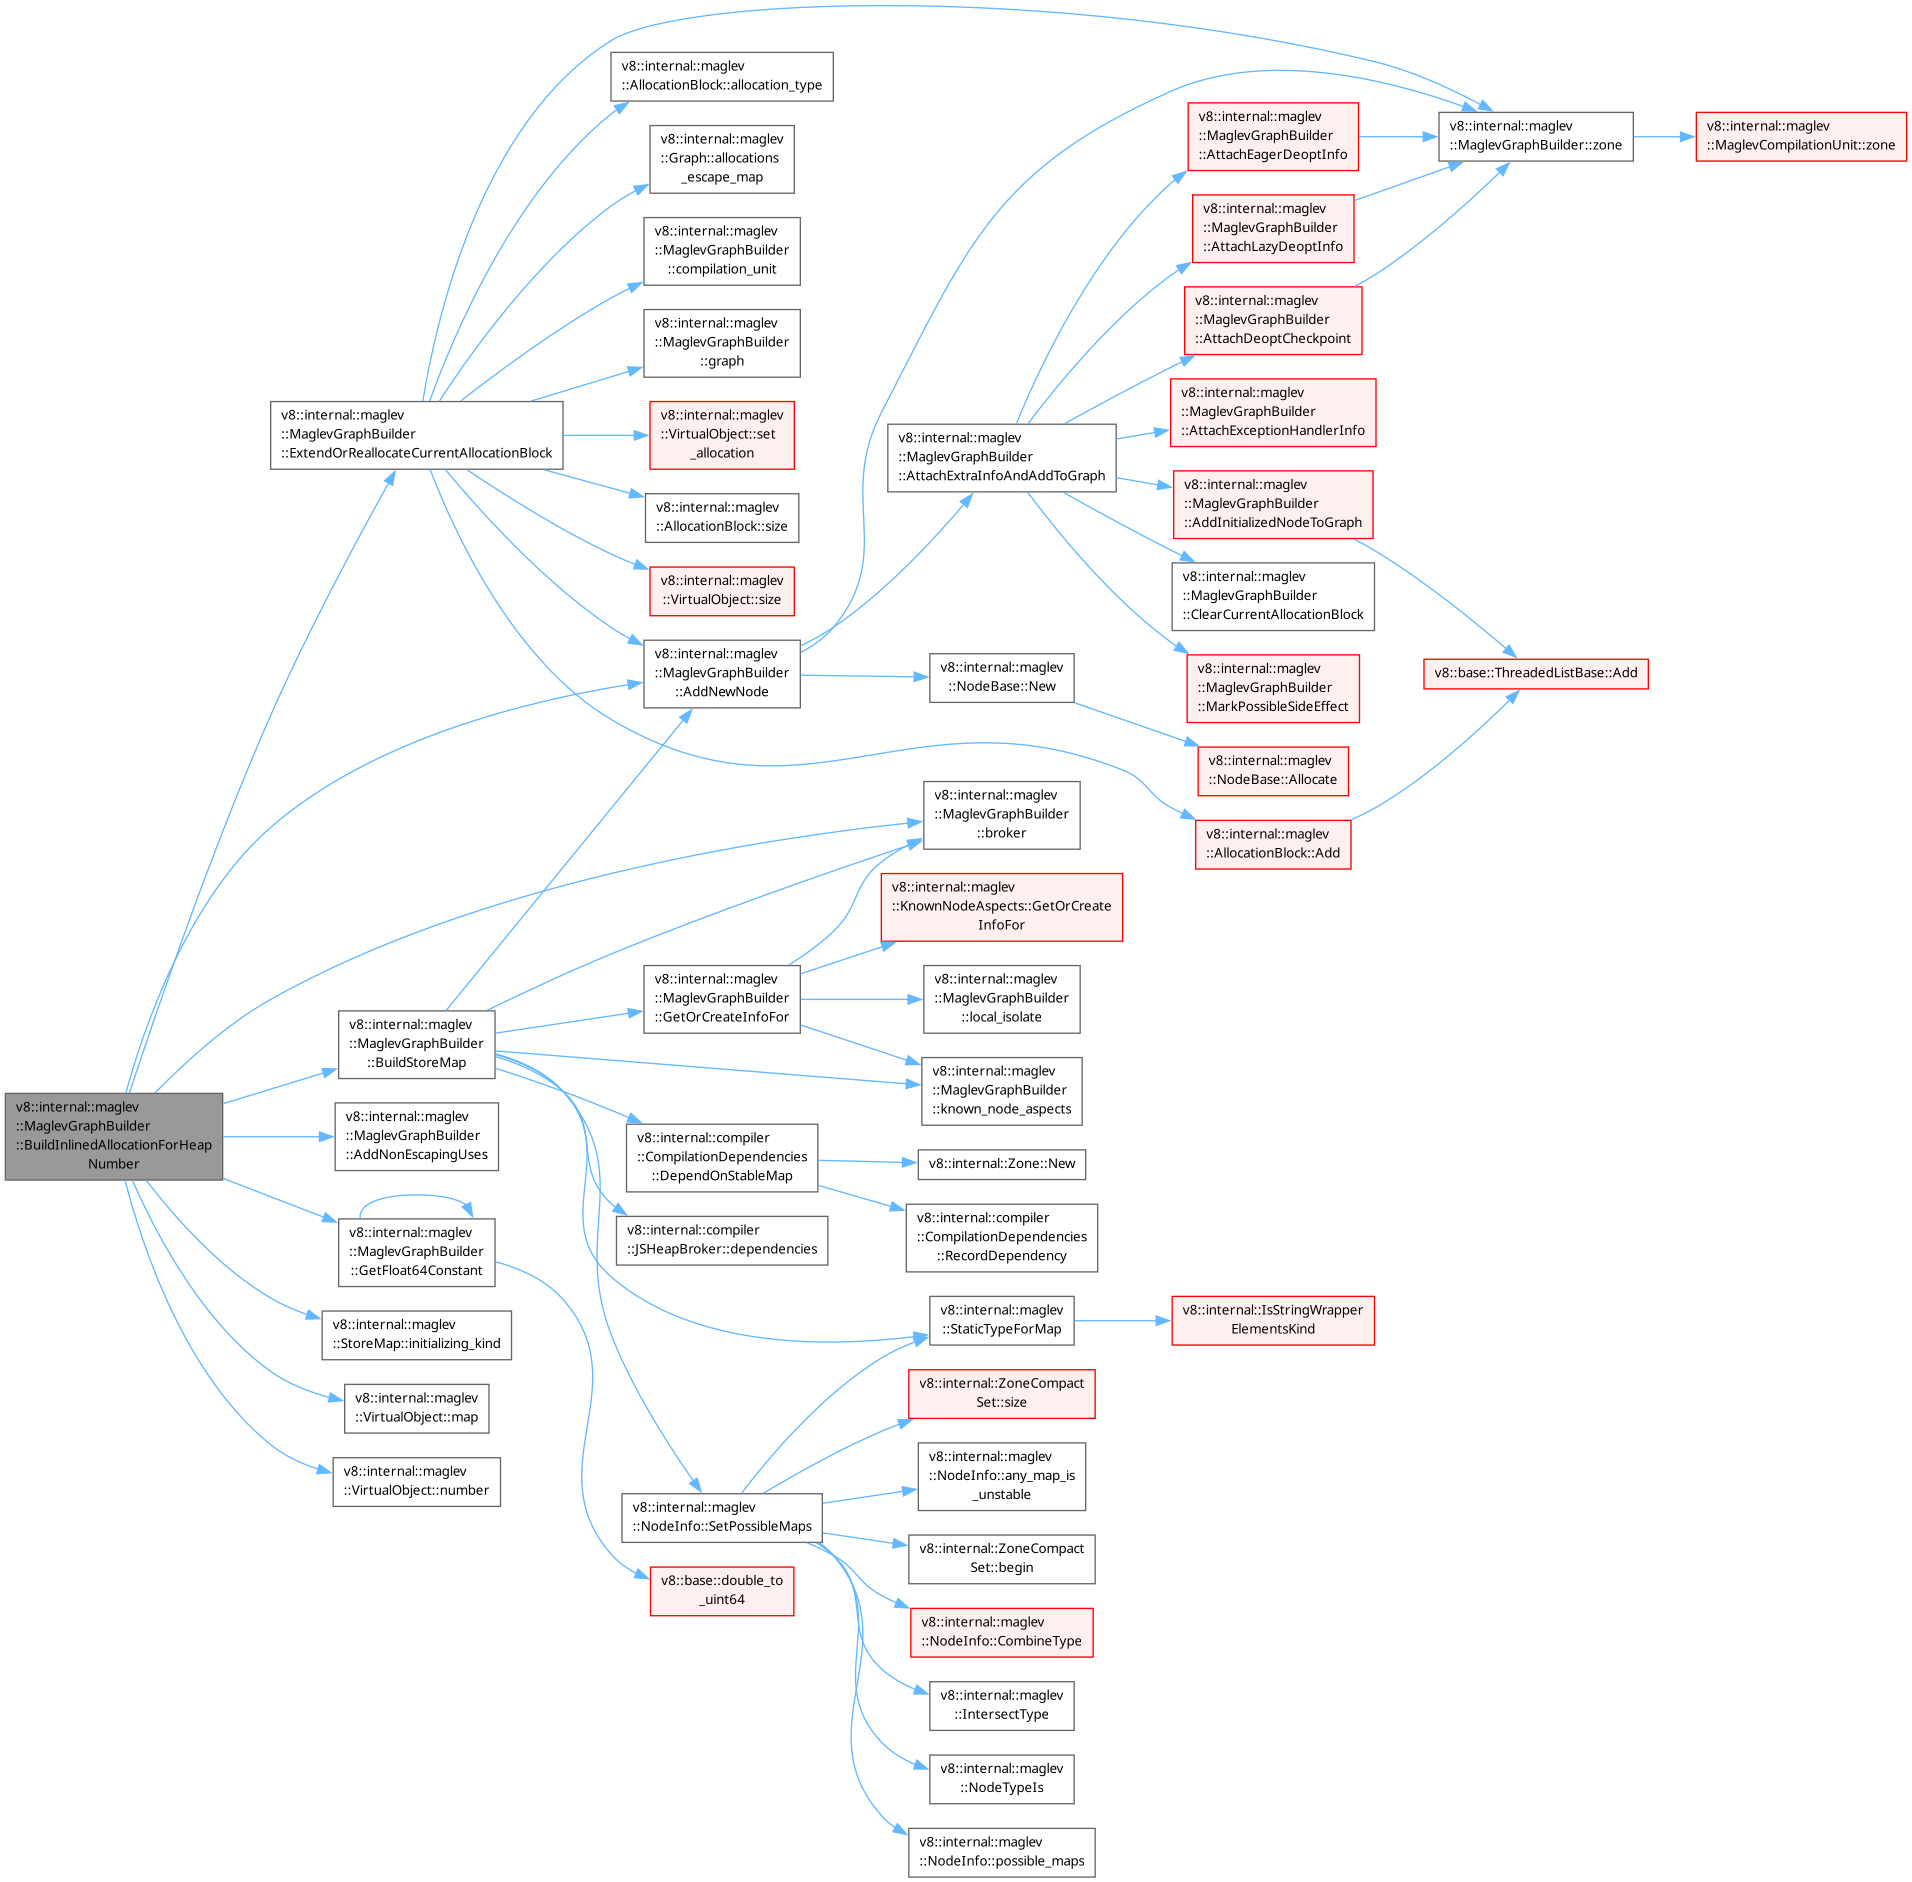 v8::internal::maglev
::MaglevGraphBuilder
::BuildInlinedAllocationForHeap
Number
v8::internal::maglev
::MaglevGraphBuilder
::ExtendOrReallocateCurrentAllocationBlock
v8::internal::maglev
::MaglevGraphBuilder
::BuildStoreMap
v8::internal::maglev
::MaglevGraphBuilder
::AddNonEscapingUses
v8::internal::maglev
::MaglevGraphBuilder
::GetFloat64Constant
v8::internal::maglev
::StoreMap::initializing_kind
v8::internal::maglev
::VirtualObject::map
v8::internal::maglev
::VirtualObject::number
v8::internal::maglev
::AllocationBlock::allocation_type
v8::internal::maglev
::Graph::allocations
_escape_map
v8::internal::maglev
::MaglevGraphBuilder
::compilation_unit
v8::internal::maglev
::MaglevGraphBuilder
::graph
v8::internal::maglev
::VirtualObject::set
_allocation
v8::internal::maglev
::AllocationBlock::size
v8::internal::maglev
::VirtualObject::size
v8::internal::maglev
::MaglevGraphBuilder
::AddNewNode
v8::internal::maglev
::MaglevGraphBuilder
::GetOrCreateInfoFor
v8::internal::compiler
::CompilationDependencies
::DependOnStableMap
v8::internal::compiler
::JSHeapBroker::dependencies
v8::internal::maglev
::NodeInfo::SetPossibleMaps
v8::base::double_to
_uint64
v8::internal::maglev
::MaglevGraphBuilder
::AttachExtraInfoAndAddToGraph
v8::internal::maglev
::NodeBase::New
v8::internal::maglev
::MaglevGraphBuilder
::broker
v8::internal::maglev
::KnownNodeAspects::GetOrCreate
InfoFor
v8::internal::maglev
::MaglevGraphBuilder
::local_isolate
v8::internal::maglev
::MaglevGraphBuilder
::known_node_aspects
v8::internal::Zone::New
v8::internal::compiler
::CompilationDependencies
::RecordDependency
v8::internal::maglev
::StaticTypeForMap
v8::internal::ZoneCompact
Set::size
v8::internal::maglev
::NodeInfo::any_map_is
_unstable
v8::internal::ZoneCompact
Set::begin
v8::internal::maglev
::NodeInfo::CombineType
v8::internal::maglev
::IntersectType
v8::internal::maglev
::NodeTypeIs
v8::internal::maglev
::NodeInfo::possible_maps
v8::internal::maglev
::MaglevGraphBuilder
::AttachEagerDeoptInfo
v8::internal::maglev
::MaglevGraphBuilder
::AttachLazyDeoptInfo
v8::internal::maglev
::MaglevGraphBuilder
::AttachDeoptCheckpoint
v8::internal::maglev
::MaglevGraphBuilder
::AttachExceptionHandlerInfo
v8::internal::maglev
::MaglevGraphBuilder
::AddInitializedNodeToGraph
v8::internal::maglev
::MaglevGraphBuilder
::ClearCurrentAllocationBlock
v8::internal::maglev
::MaglevGraphBuilder
::MarkPossibleSideEffect
v8::internal::maglev
::NodeBase::Allocate
v8::internal::maglev
::AllocationBlock::Add
v8::internal::IsStringWrapper
ElementsKind
v8::internal::maglev
::MaglevGraphBuilder::zone
v8::base::ThreadedListBase::Add
v8::internal::maglev
::MaglevCompilationUnit::zone